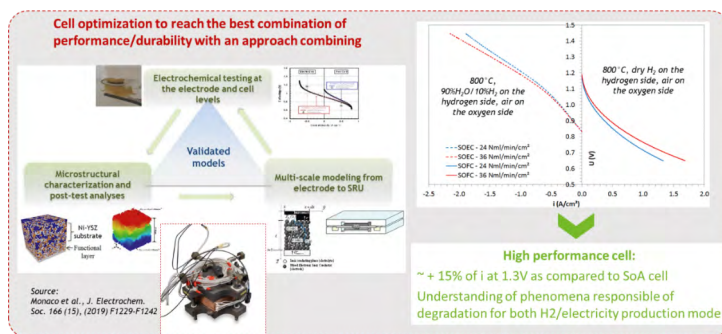 Cell optimization to reach the best combination of
performance/durability with an approach combining
Electrochemical testing at
the electrode and cell
levels
Validated
models
Microstructural
characterization and
post-test analyses
Multi-scale modeling from
electrode to SRU
Ni-YSZ
substrate
Functional
layer
Source:
Monaco et al., J. Electrochem.
Soc. 166 (15), (2019) F1229-F1242
1.5
1.4
1.3
1.2
1.1
1.0
0.9
0.8
0.7
0.6
0.5
U (V)
-2.5 -2.0 -1.5 -1.0 -0.5 0.0 0.5 1.0 1.5 2.0
i (A/cm²)
800°C,
90%H₂O/10%H₂ on the
hydrogen side, air on
the oxygen side
800°C, dry H₂ on the
hydrogen side, air on
the oxygen side
SOEC - 24 Nml/min/cm²
SOEC - 36 Nml/min/cm²
SOFC - 24 Nml/min/cm²
SOFC - 36 Nml/min/cm²
High performance cell:
~ + 15% of i at 1.3V as compared to SoA cell
Understanding of phenomena responsible of
degradation for both H2/electricity production mode